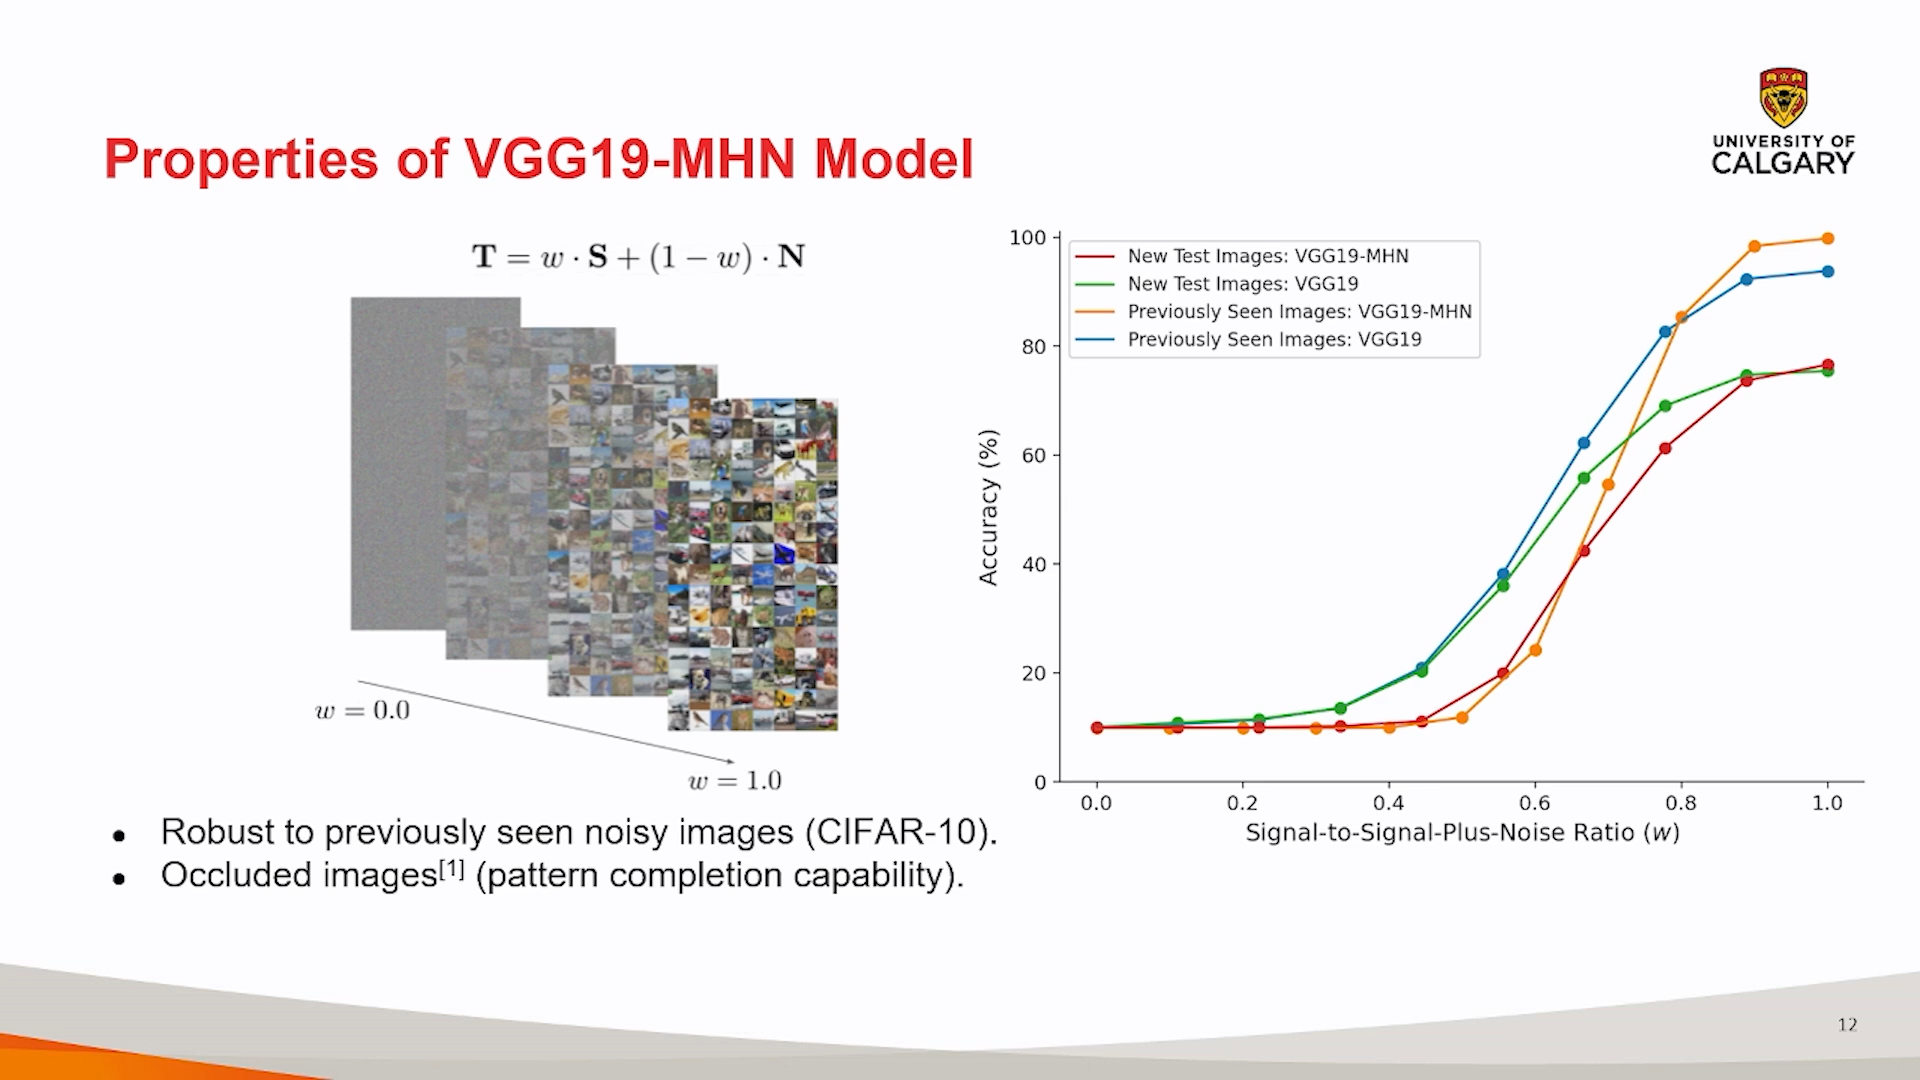 UNIVERSITY OF
CALGARY
Properties of VGG19-MHN Model
T = w · S + (1 − w) · N
w = 0.0
w = 1.0
100
80
60
40
20
0
Accuracy (%)
New Test Images: VGG19-MHN
New Test Images: VGG19
Previously Seen Images: VGG19-MHN
Previously Seen Images: VGG19
0.0 0.2 0.4 0.6 0.8 1.0
Signal-to-Signal-Plus-Noise Ratio (w)
● Robust to previously seen noisy images (CIFAR-10).
● Occluded images[1] (pattern completion capability).
12